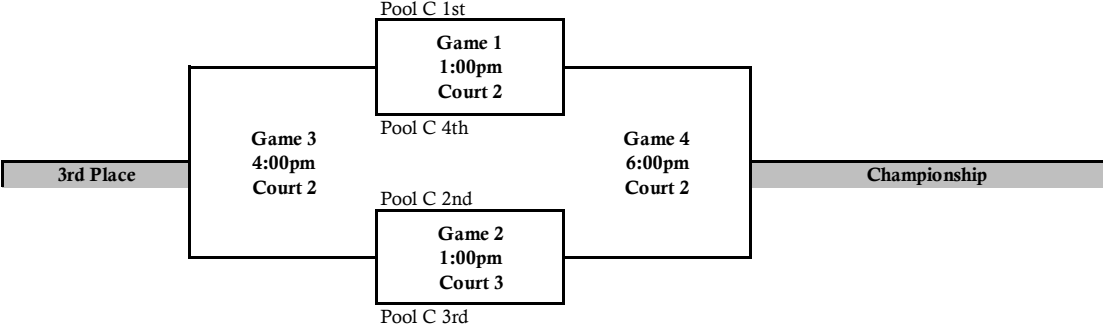 Pool C 1st
Game 1
1:00pm
Court 2
Pool C 4th
Game 3
4:00pm
Court 2
Game 4
6:00pm
Court 2
3rd Place
Championship
Pool C 2nd
Game 2
1:00pm
Court 3
Pool C 3rd